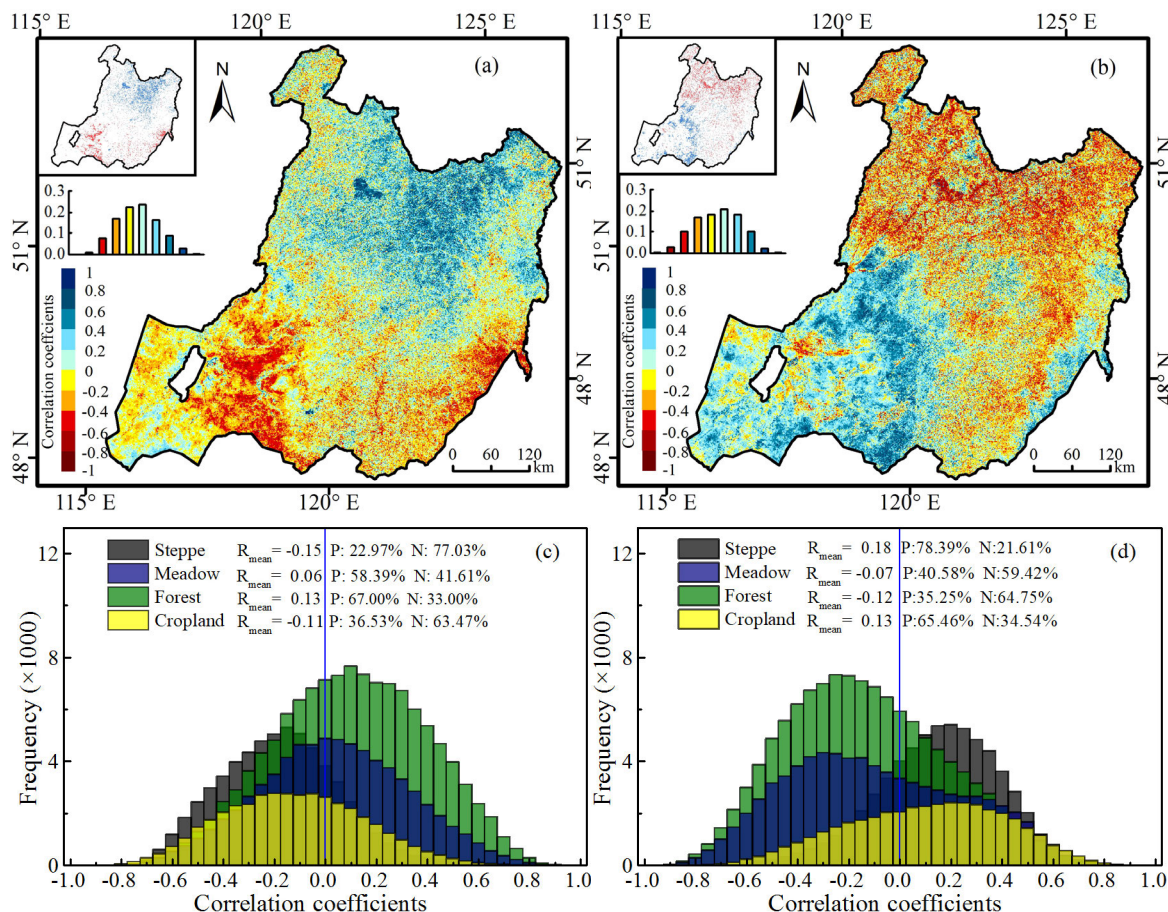 115° E 120° E 125° E
N
(a)
0.3
0.2
0.1
0.0
51° N
51° N
Correlation coefficients
1
0.8
0.6
0.4
0.2
0
-0.2
-0.4
-0.6
-0.8
-1
48° N
48° N
0 60 120
km
115° E 120° E
115° E 120° E 125° E
N
(b)
0.3
0.2
0.1
0.0
51° N
51° N
Correlation coefficients
1
0.8
0.6
0.4
0.2
0
-0.2
-0.4
-0.6
-0.8
-1
48° N
48° N
0 60 120
km
115° E 120° E
(c)
Steppe Rmean= -0.15 P: 22.97% N: 77.03%
Meadow Rmean= 0.06 P: 58.39% N: 41.61%
Forest Rmean= 0.13 P: 67.00% N: 33.00%
Cropland Rmean= -0.11 P: 36.53% N: 63.47%
Frequency (×1000)
12
8
4
0
-1.0 -0.8 -0.6 -0.4 -0.2 0.0 0.2 0.4 0.6 0.8 1.0
Correlation coefficients
(d)
Steppe Rmean= 0.18 P:78.39% N:21.61%
Meadow Rmean= -0.07 P:40.58% N:59.42%
Forest Rmean= -0.12 P:35.25% N:64.75%
Cropland Rmean= 0.13 P:65.46% N:34.54%
Frequency (×1000)
12
8
4
0
-1.0 -0.8 -0.6 -0.4 -0.2 0.0 0.2 0.4 0.6 0.8 1.0
Correlation coefficients